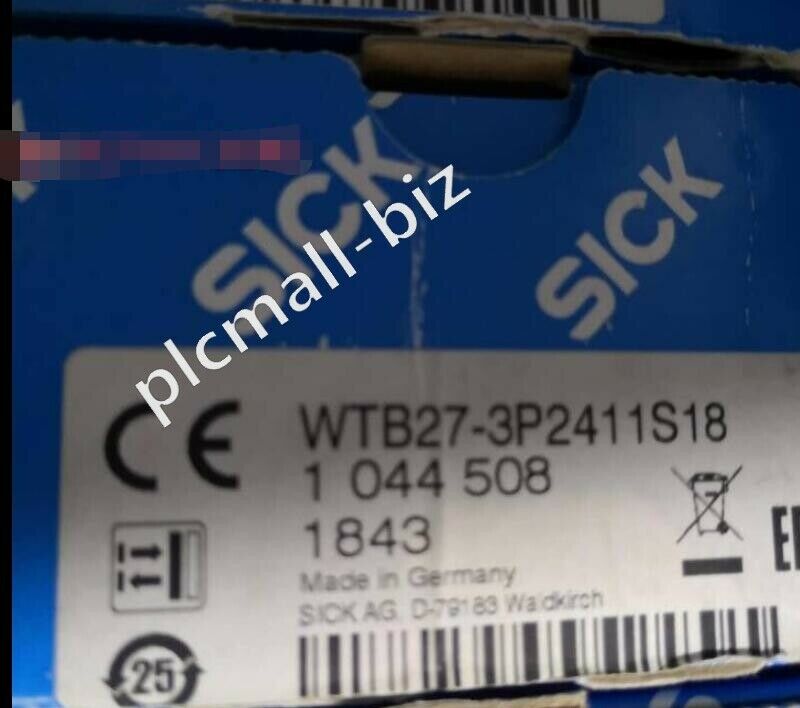 SICK
SICK
plcmall-biz
CE
WTB27-3P2411S18
1 044 508
1843
Made in Germany
SICK AG, D-79183 Waldkirch
25